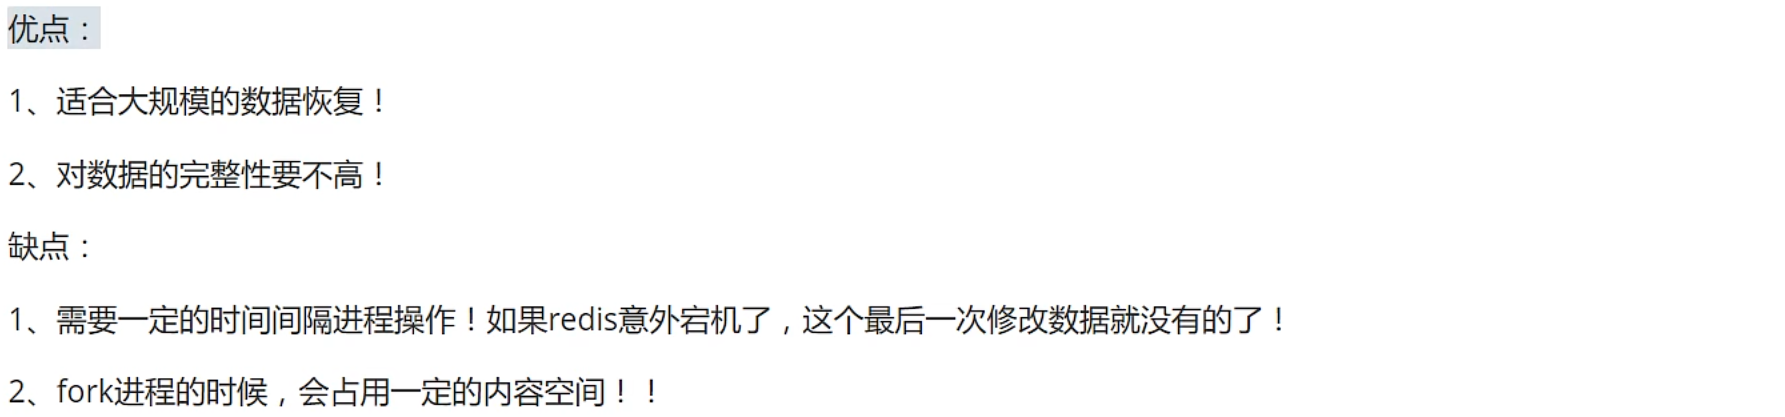 优点：
1、适合大规模的数据恢复！
2、对数据的完整性要不高！
缺点：
1、需要一定的时间间隔进程操作！如果redis意外宕机了，这个最后一次修改数据就没有的了！
2、fork进程的时候，会占用一定的内容空间！！